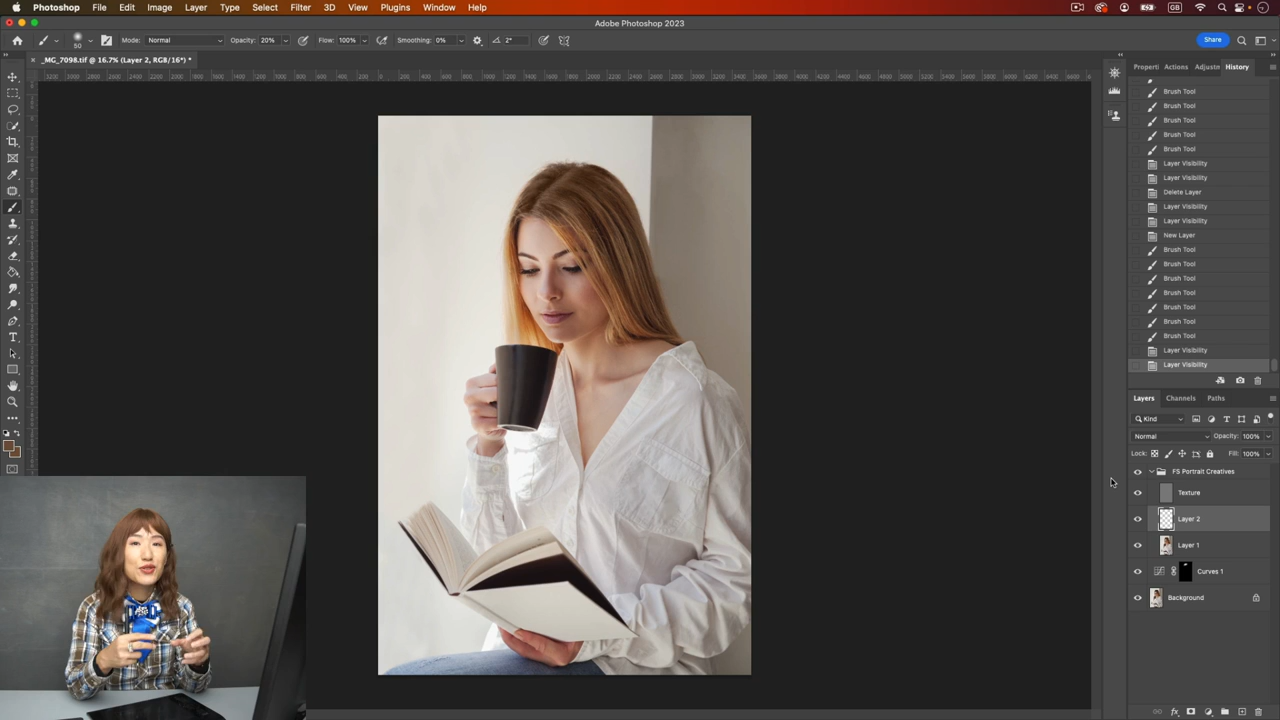 Photoshop File Edit Image Layer Type Select Filter 3D View Plugins Window Help
Adobe Photoshop 2023
50 Mode: Normal Opacity: 20% Flow: 100% Smoothing: 0% 2° Share
_MG_7098.tif @ 16.7% (Layer 2, RGB/16*) *
Properti Actions Adjustm History
Brush Tool
Brush Tool
Brush Tool
Brush Tool
Brush Tool
Layer Visibility
Layer Visibility
Delete Layer
Layer Visibility
Layer Visibility
New Layer
Brush Tool
Brush Tool
Brush Tool
Brush Tool
Brush Tool
Brush Tool
Brush Tool
Layer Visibility
Layer Visibility
Layers Channels Paths
Kind
Normal Opacity: 100%
Lock: Fill: 100%
FS Portrait Creatives
Texture
Layer 2
Layer 1
Curves 1
Background